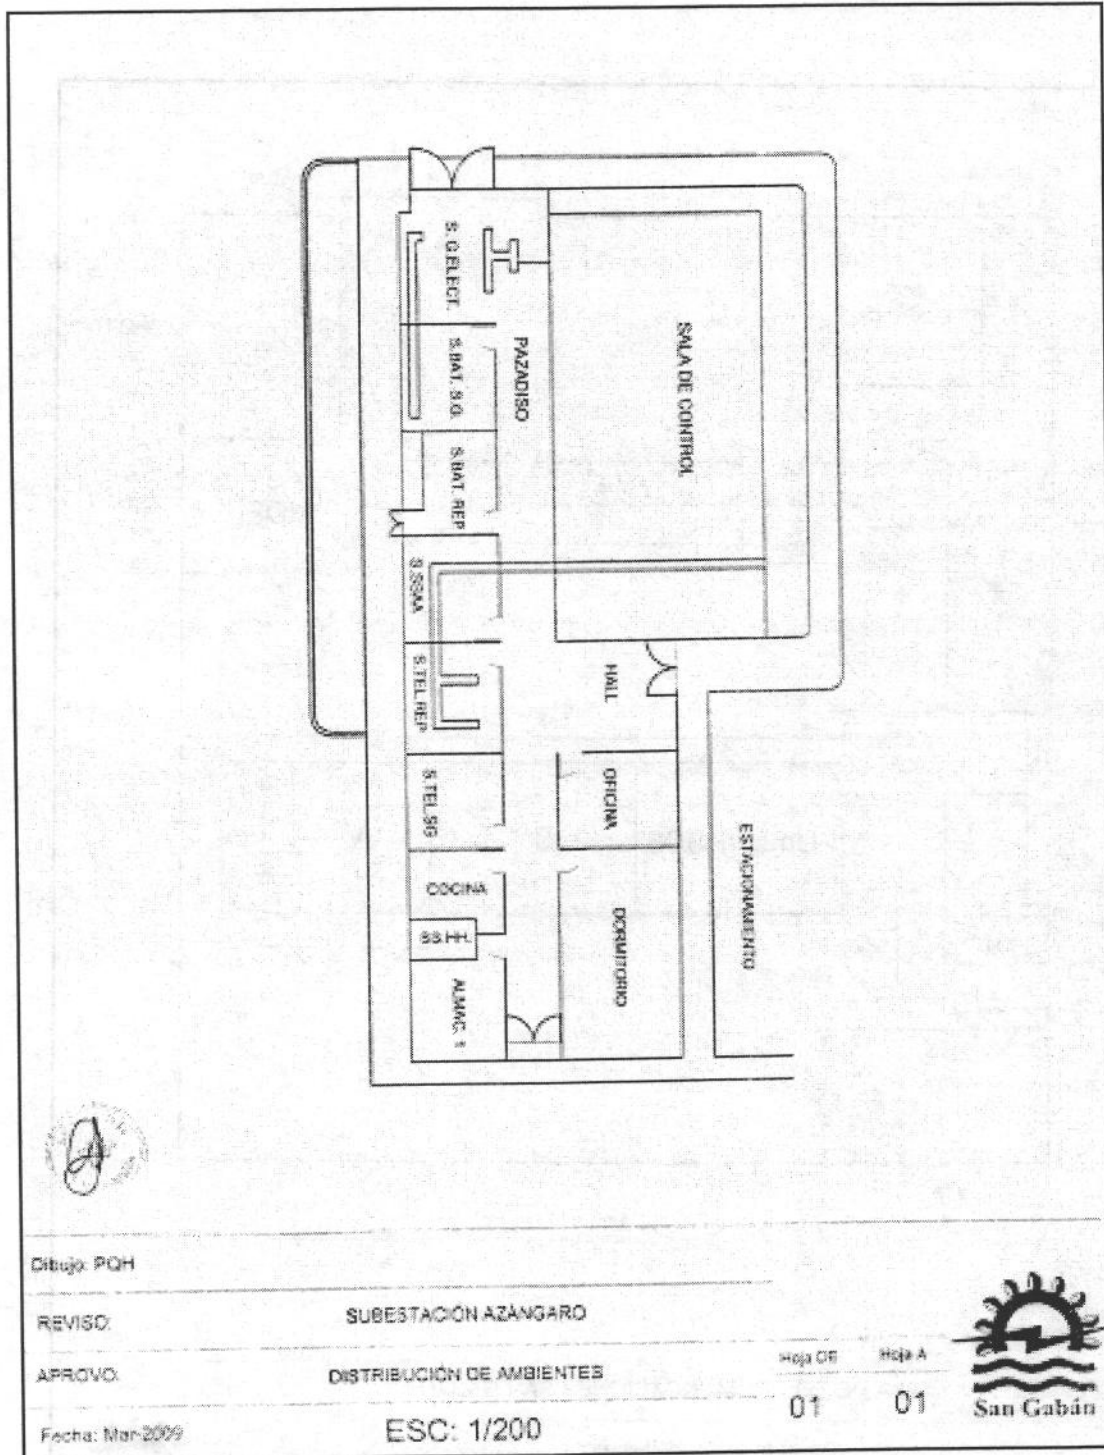 S. G.ELECT.
S.BAT. S.G.
PAZADISO
S.BAT. REP
SALA DE CONTROL
S.SSAA
S.TEL.REP
HALL
S.TEL.SG
OFICINA
ESTACIONAMIENTO
COCINA
SS.HH.
DORMITORIO
ALMAC. 1
Dibujo: PQH
REVISO:
SUBESTACIÓN AZÁNGARO
APROVO:
DISTRIBUCIÓN DE AMBIENTES
Hoja DE
Hoja A
01
01
Fecha: Mar-2009
ESC: 1/200
San Gabán